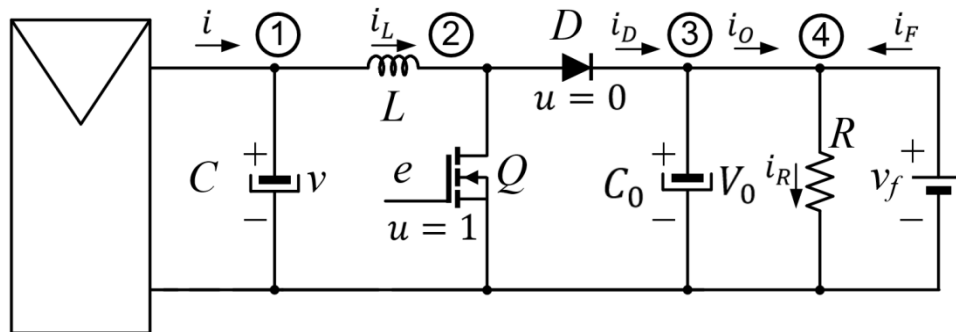 i ① i_L ② D i_D ③ i_O ④ i_F
u = 0
L
C + v −
e Q
u = 1
C_0 + V_0 −
i_R R
v_f + −